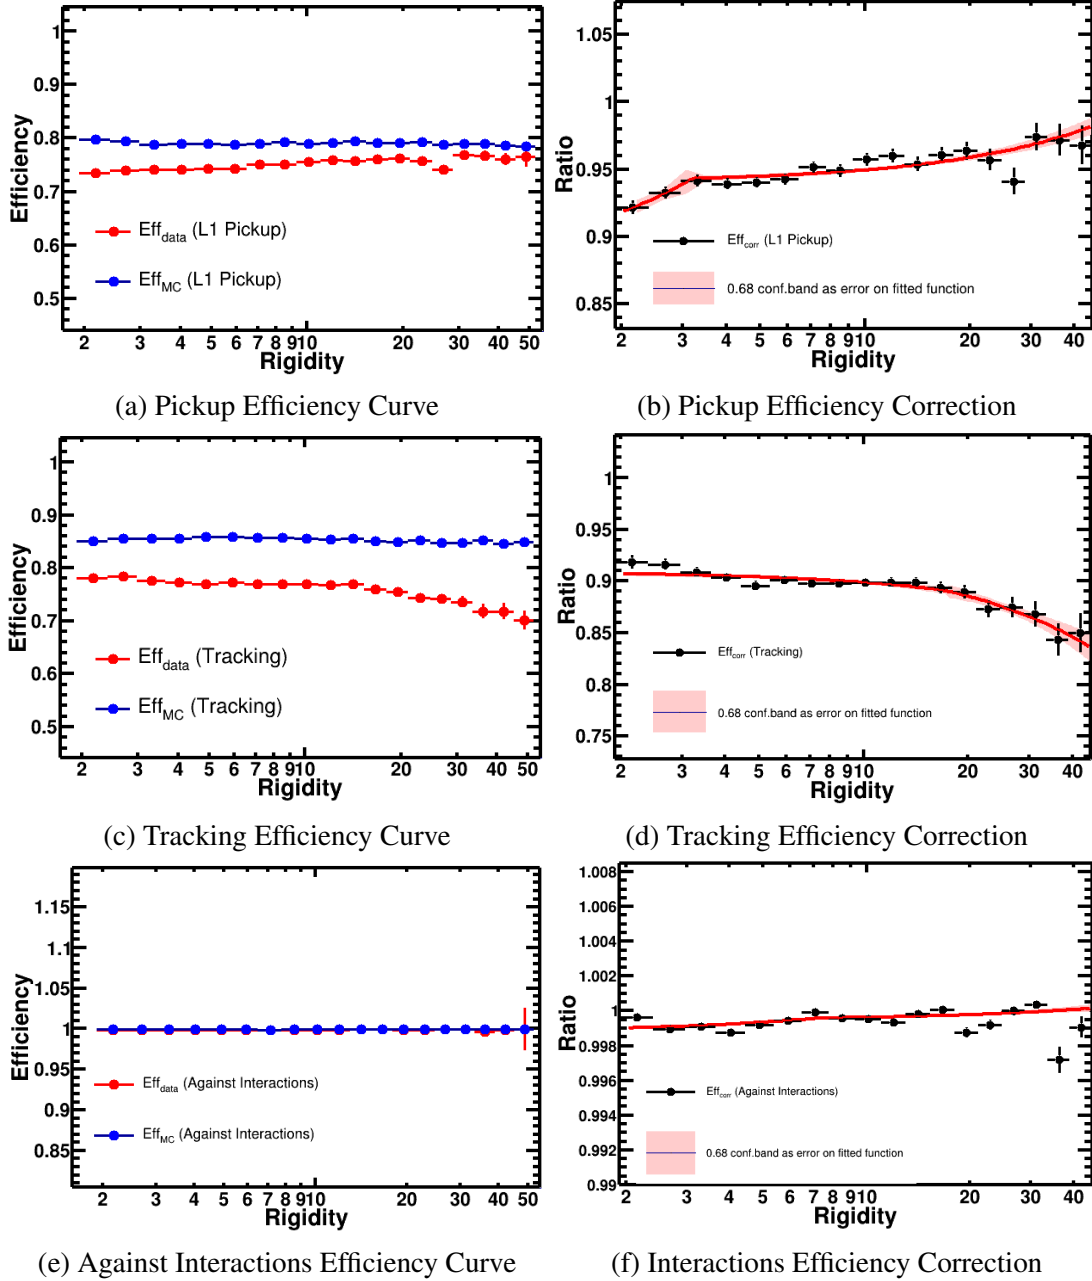 1
0.9
0.8
0.7
0.6
0.5
Efficiency
Eff_data (L1 Pickup)
Eff_MC (L1 Pickup)
2 3 4 5 6 7 8 910 20 30 40 50
Rigidity
(a) Pickup Efficiency Curve
1.05
1
0.95
0.9
0.85
Ratio
Eff_corr (L1 Pickup)
0.68 conf.band as error on fitted function
2 3 4 5 6 7 8 910 20 30 40
Rigidity
(b) Pickup Efficiency Correction
1
0.9
0.8
0.7
0.6
0.5
Efficiency
Eff_data (Tracking)
Eff_MC (Tracking)
2 3 4 5 6 7 8 910 20 30 40 50
Rigidity
(c) Tracking Efficiency Curve
1
0.95
0.9
0.85
0.8
0.75
Ratio
Eff_corr (Tracking)
0.68 conf.band as error on fitted function
2 3 4 5 6 7 8 910 20 30 40
Rigidity
(d) Tracking Efficiency Correction
1.15
1.1
1.05
1
0.95
0.9
0.85
Efficiency
Eff_data (Against Interactions)
Eff_MC (Against Interactions)
2 3 4 5 6 7 8 910 20 30 40 50
Rigidity
(e) Against Interactions Efficiency Curve
1.008
1.006
1.004
1.002
1
0.998
0.996
0.994
0.992
0.99
Ratio
Eff_corr (Against Interactions)
0.68 conf.band as error on fitted function
2 3 4 5 6 7 8 910 20 30 40
Rigidity
(f) Interactions Efficiency Correction